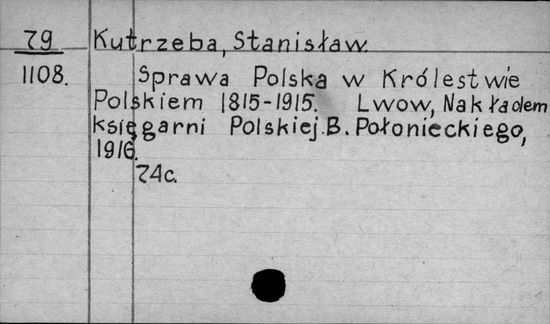 79 Kutrzeba, Stanisław.
1108. Sprawa Polska w Królestwie
Polskiem 1815-1915. Lwow, Nakładem
księgarni Polskiej B. Połonieckiego,
1916.
74c.